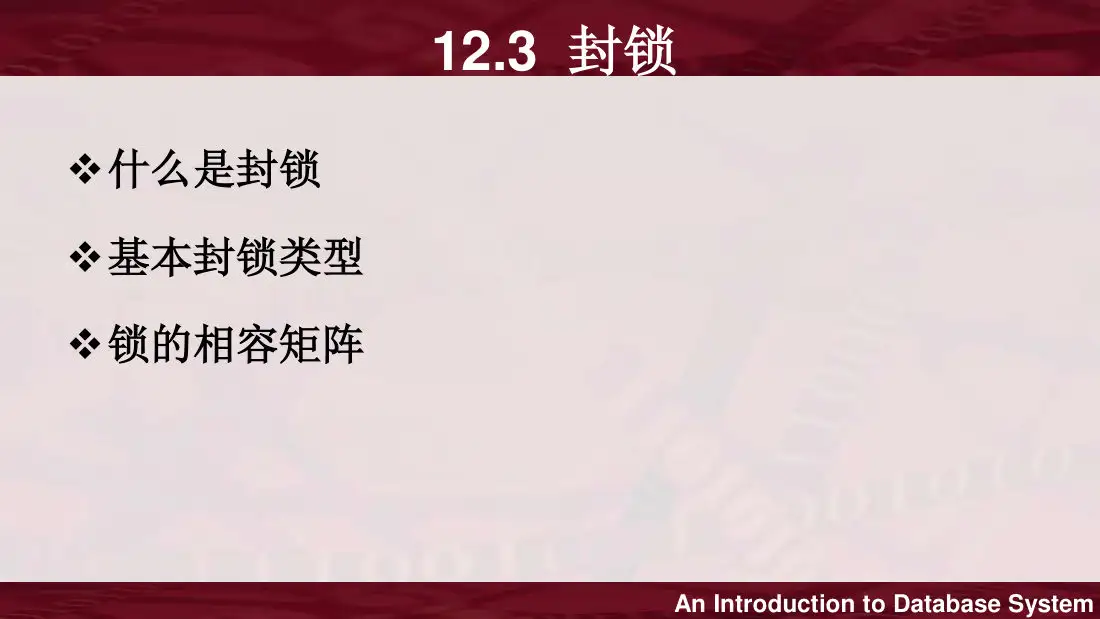 12.3 封锁
❖什么是封锁
❖基本封锁类型
❖锁的相容矩阵
An Introduction to Database System